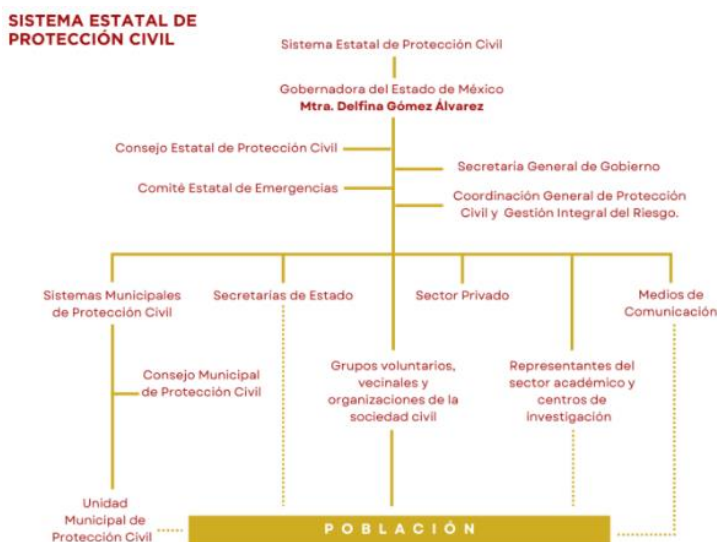 SISTEMA ESTATAL DE
PROTECCIÓN CIVIL
Sistema Estatal de Protección Civil
Gobernadora del Estado de México
Mtra. Delfina Gómez Álvarez
Consejo Estatal de Protección Civil
Secretaria General de Gobierno
Comité Estatal de Emergencias
Coordinación General de Protección
Civil y Gestión Integral del Riesgo.
Sistemas Municipales
de Protección Civil
Secretarías de Estado
Sector Privado
Medios de
Comunicación
Consejo Municipal
de Protección Civil
Grupos voluntarios,
vecinales y
organizaciones de la
sociedad civil
Representantes del
sector académico y
centros de
investigación
Unidad
Municipal de
Protección Civil
POBLACIÓN